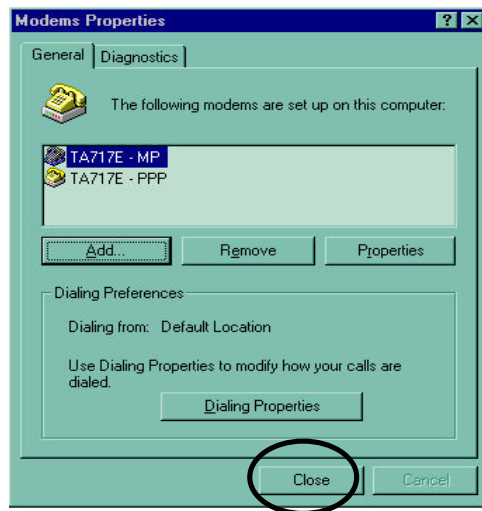 Modems Properties
General Diagnostics
The following modems are set up on this computer:
TA717E - MP
TA717E - PPP
Add... Remove Properties
Dialing Preferences
Dialing from: Default Location
Use Dialing Properties to modify how your calls are
dialed.
Dialing Properties
Close Cancel